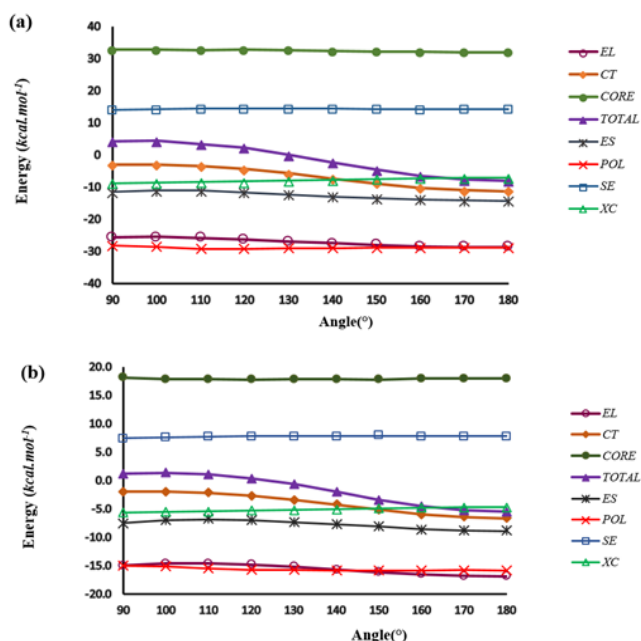 (a)
Energy (kcal.mol-1)
40
30
20
10
0
-10
-20
-30
-40
90 100 110 120 130 140 150 160 170 180
Angle(°)
EL
CT
CORE
TOTAL
ES
POL
SE
XC
(b)
Energy (kcal.mol-1)
20.0
15.0
10.0
5.0
0.0
-5.0
-10.0
-15.0
-20.0
90 100 110 120 130 140 150 160 170 180
Angle(°)
EL
CT
CORE
TOTAL
ES
POL
SE
XC